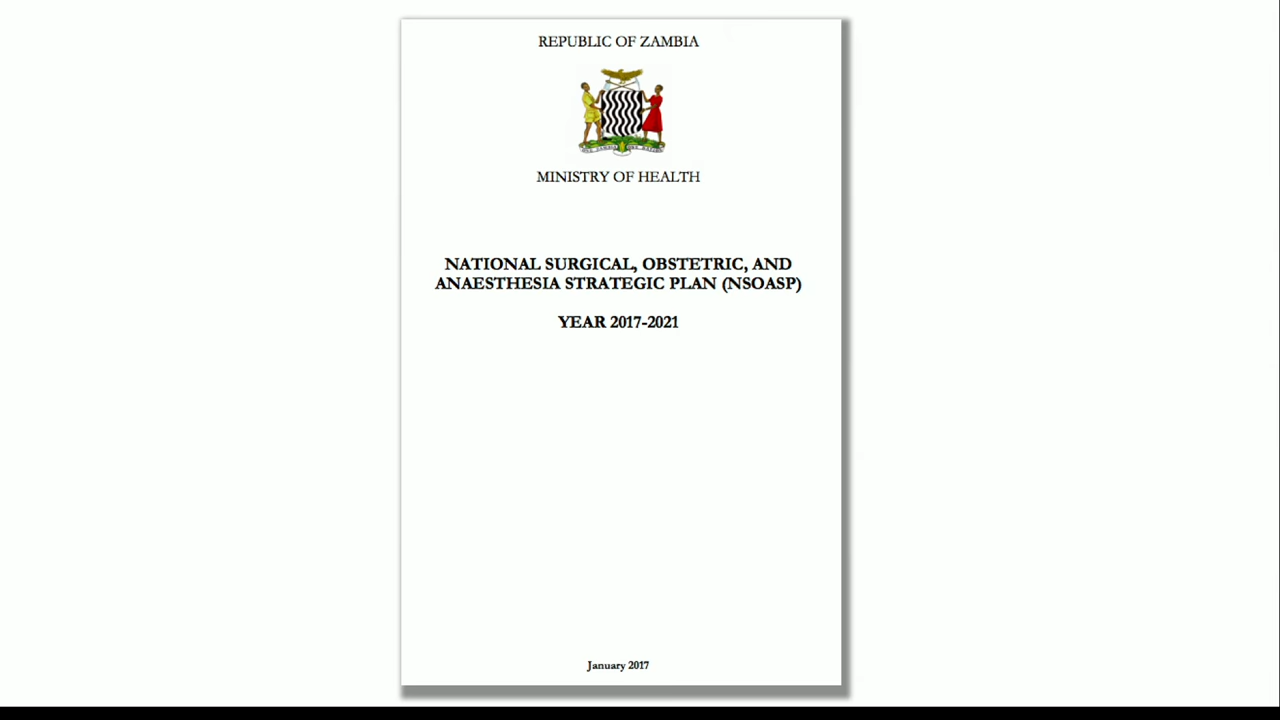 REPUBLIC OF ZAMBIA
MINISTRY OF HEALTH
NATIONAL SURGICAL, OBSTETRIC, AND
ANAESTHESIA STRATEGIC PLAN (NSOASP)
YEAR 2017-2021
January 2017